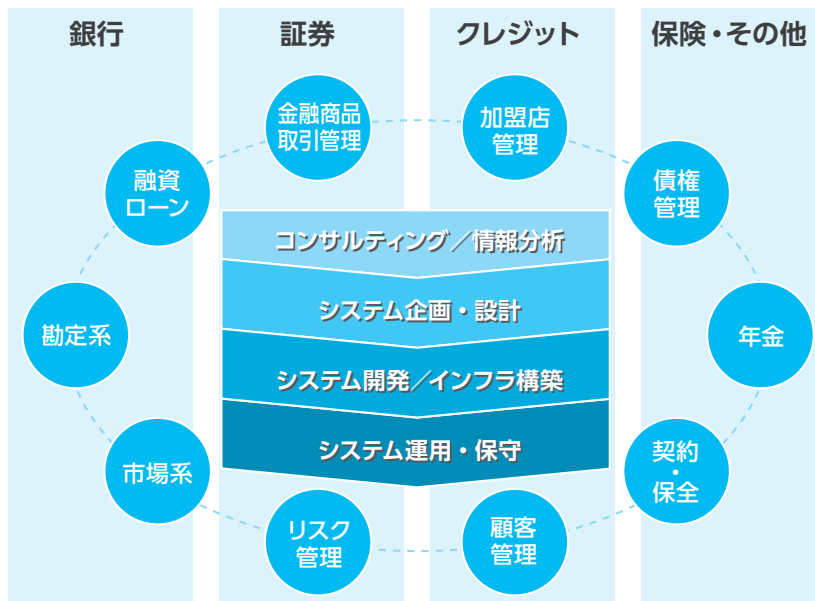 銀行
証券
クレジット
保険・その他
金融商品
取引管理
加盟店
管理
融資
ローン
債権
管理
コンサルティング／情報分析
システム企画・設計
勘定系
年金
システム開発／インフラ構築
システム運用・保守
市場系
契約
・
保全
リスク
管理
顧客
管理